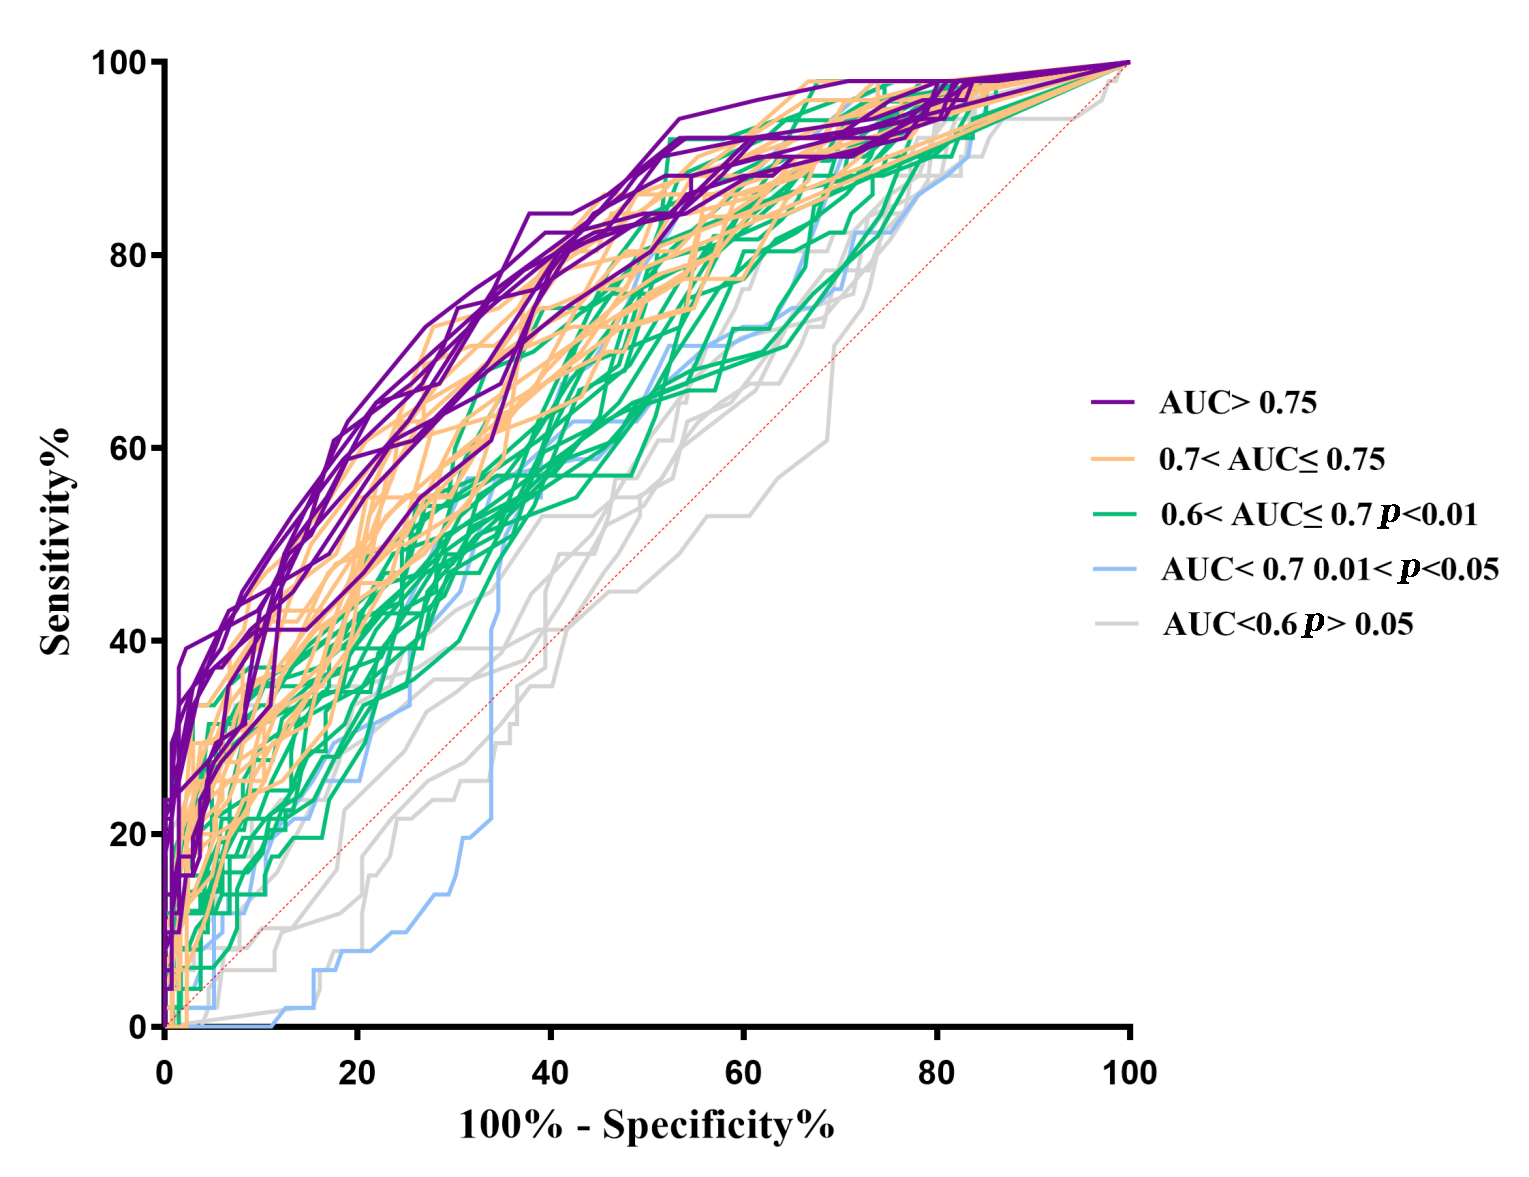 100
80
60
40
20
0
Sensitivity%
0 20 40 60 80 100
100% - Specificity%
AUC> 0.75
0.7< AUC≤ 0.75
0.6< AUC≤ 0.7 p<0.01
AUC< 0.7 0.01< p<0.05
AUC<0.6 p> 0.05